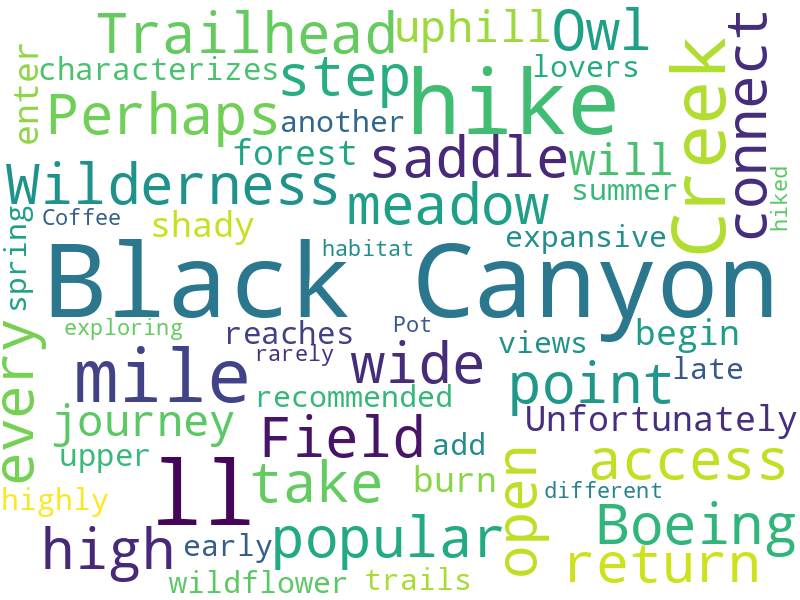 Trailhead
uphill
Owl
connect
enter
characterizes
step
lovers
hike
Creek
Perhaps
another
forest
saddle
will
Wilderness
meadow
summer
hiked
Coffee
shady
expansive
spring
habitat
Black Canyon
exploring
reaches
Pot
views
begin
rarely
every
mile
wide
point
late
recommended
journey
Field
add
Unfortunately
upper
ll
take
burn
open
access
highly
different
high
early
popular
Boeing
return
wildflower
trails